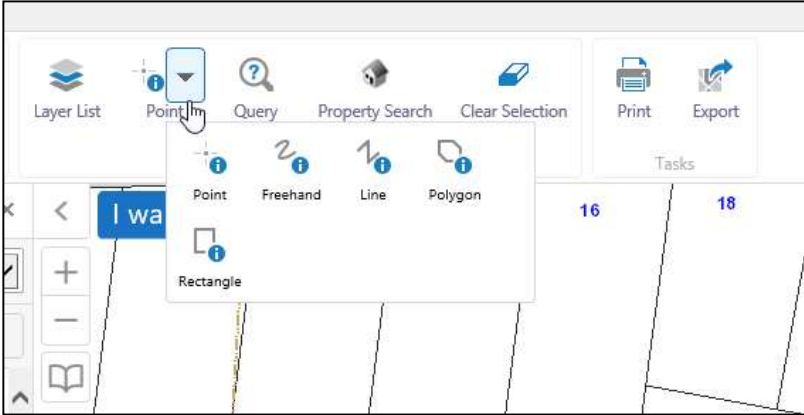 Layer List Point Query Property Search Clear Selection Print Export
Tasks
Point Freehand Line Polygon
Rectangle
I wa
16 18